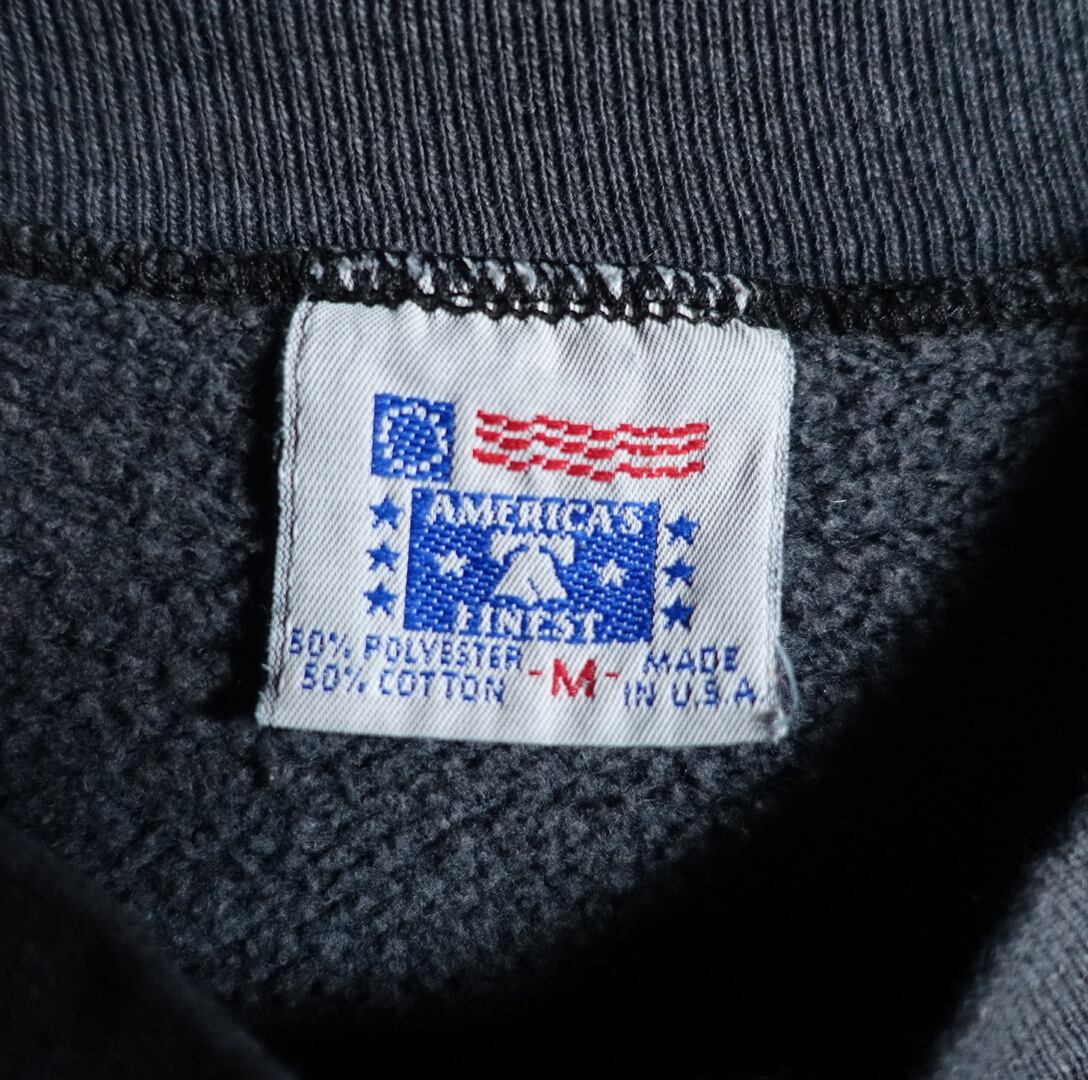 AMERICA'S
FINEST
50% POLYESTER
50% COTTON
-M-
MADE
IN U.S.A.